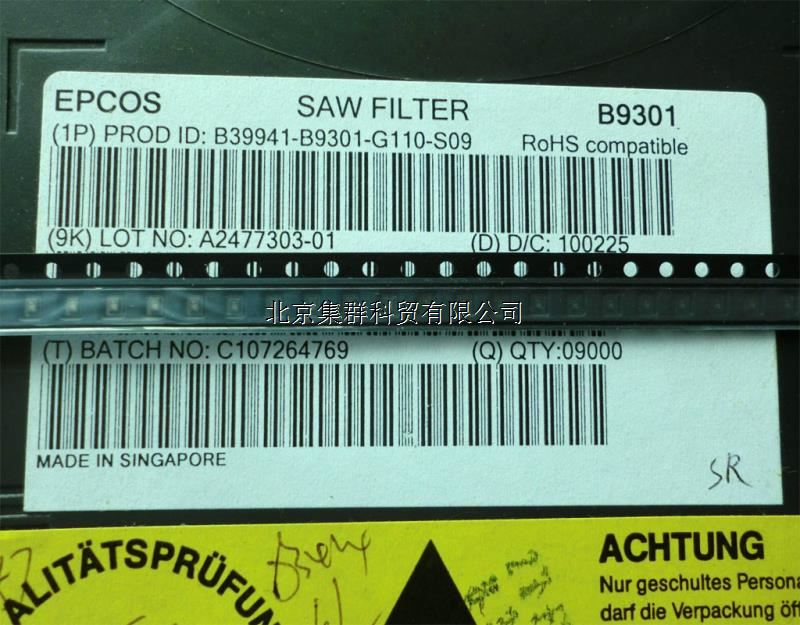 EPCOS SAW FILTER B9301
(1P) PROD ID: B39941-B9301-G110-S09 RoHS compatible
(9K) LOT NO: A2477303-01 (D) D/C: 100225
北京集群科贸有限公司
(T) BATCH NO: C107264769 (Q) QTY:09000
MADE IN SINGAPORE
SR
ALITÄTSPRÜFUN
ACHTUNG
Nur geschultes Persona
darf die Verpackung öf